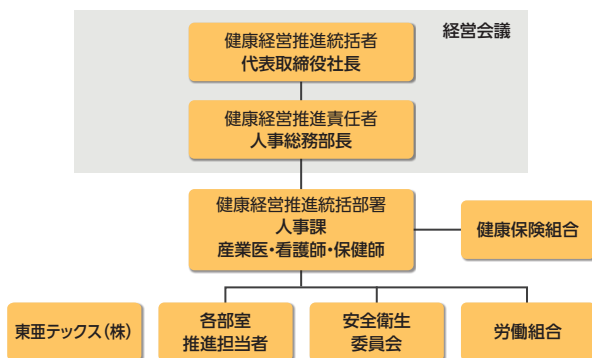 経営会議
健康経営推進統括者
代表取締役社長
健康経営推進責任者
人事総務部長
健康経営推進統括部署
人事課
産業医・看護師・保健師
健康保険組合
東亜テックス(株)
各部室
推進担当者
安全衛生
委員会
労働組合